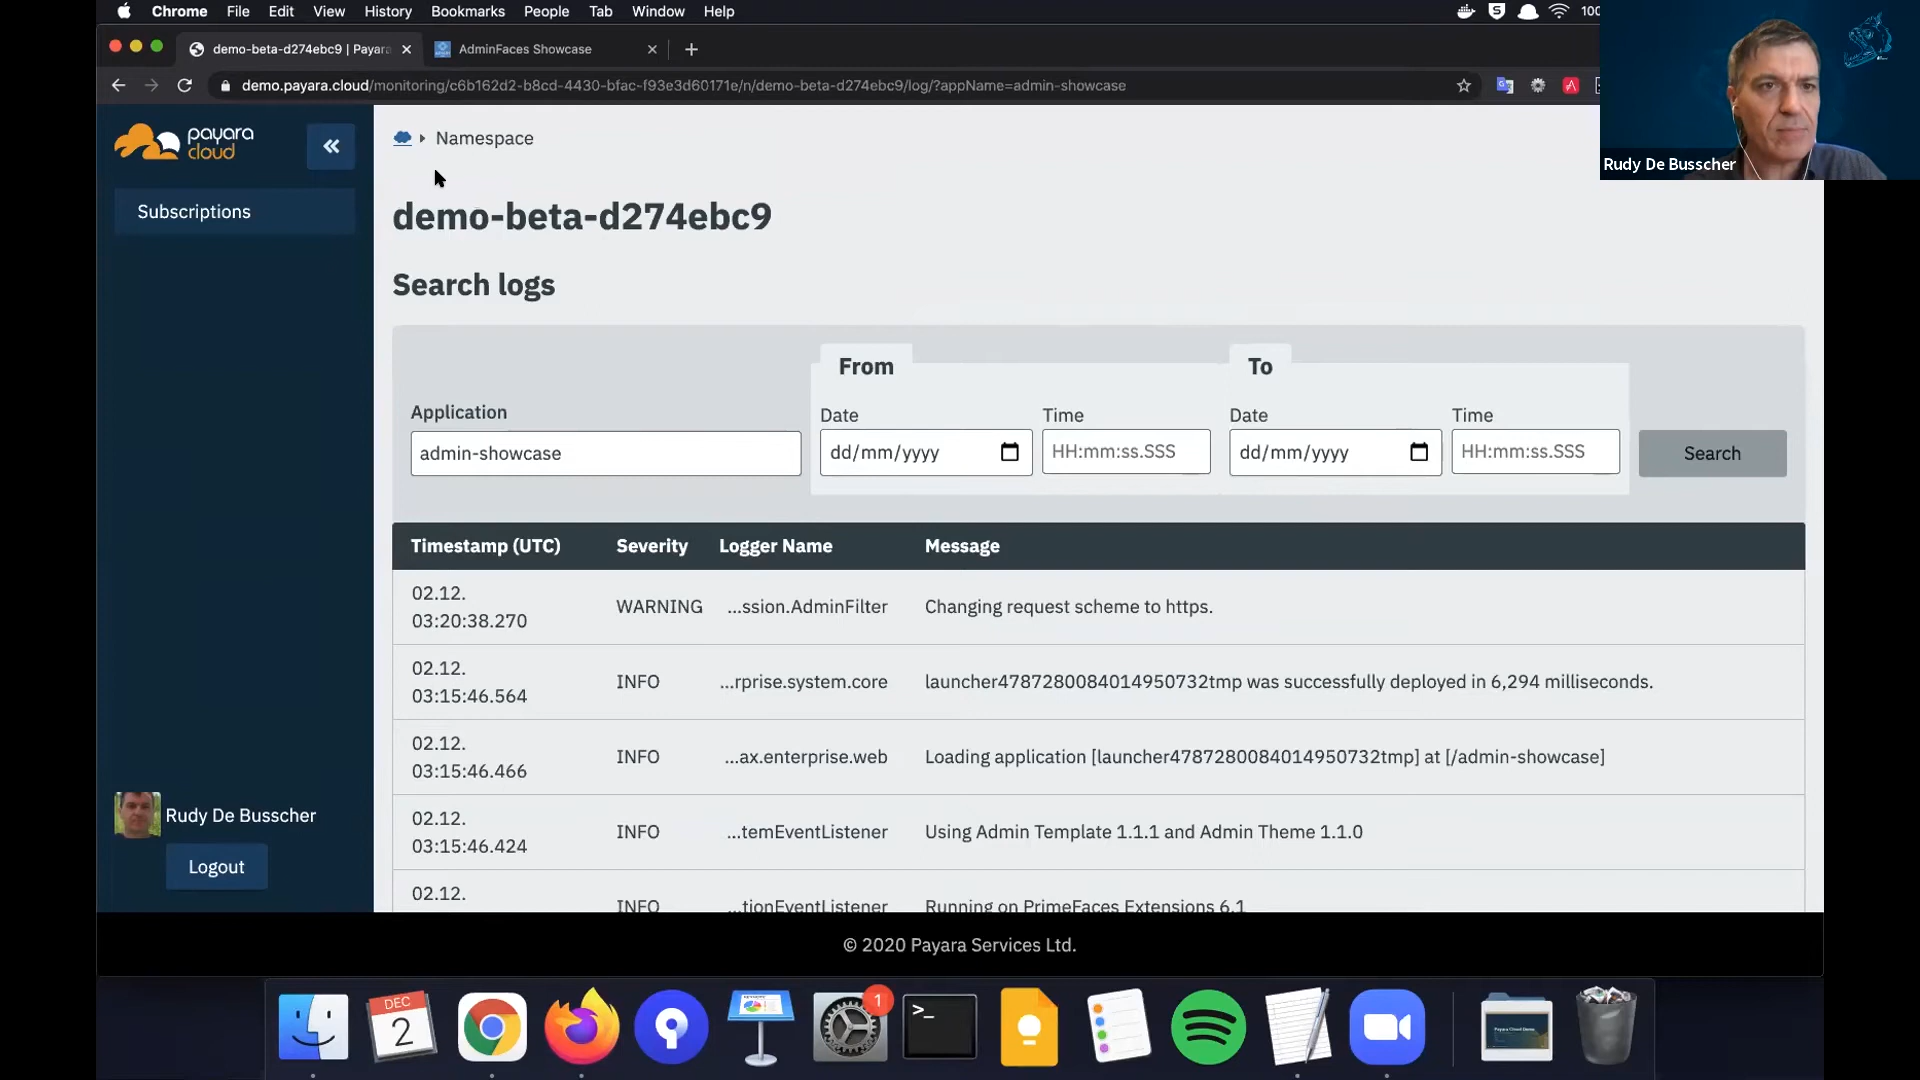 Chrome File Edit View History Bookmarks People Tab Window Help
100
demo-beta-d274ebc9 | Payara
AdminFaces Showcase
demo.payara.cloud/monitoring/c6b162d2-b8cd-4430-bfac-f93e3d60171e/n/demo-beta-d274ebc9/log/?appName=admin-showcase
Rudy De Busscher
payara
cloud
Subscriptions
Namespace
demo-beta-d274ebc9
Search logs
From
To
Application
Date
Time
Date
Time
admin-showcase
dd/mm/yyyy
HH:mm:ss.SSS
dd/mm/yyyy
HH:mm:ss.SSS
Search
Timestamp (UTC) Severity Logger Name Message
02.12.
03:20:38.270
WARNING
...ssion.AdminFilter
Changing request scheme to https.
02.12.
03:15:46.564
INFO
...rprise.system.core
launcher4787280084014950732tmp was successfully deployed in 6,294 milliseconds.
02.12.
03:15:46.466
INFO
...ax.enterprise.web
Loading application [launcher4787280084014950732tmp] at [/admin-showcase]
02.12.
03:15:46.424
INFO
...temEventListener
Using Admin Template 1.1.1 and Admin Theme 1.1.0
02.12.
INFO
...tionEventListener
Running on PrimeFaces Extensions 6.1
Rudy De Busscher
Logout
© 2020 Payara Services Ltd.
DEC
2
1
>_